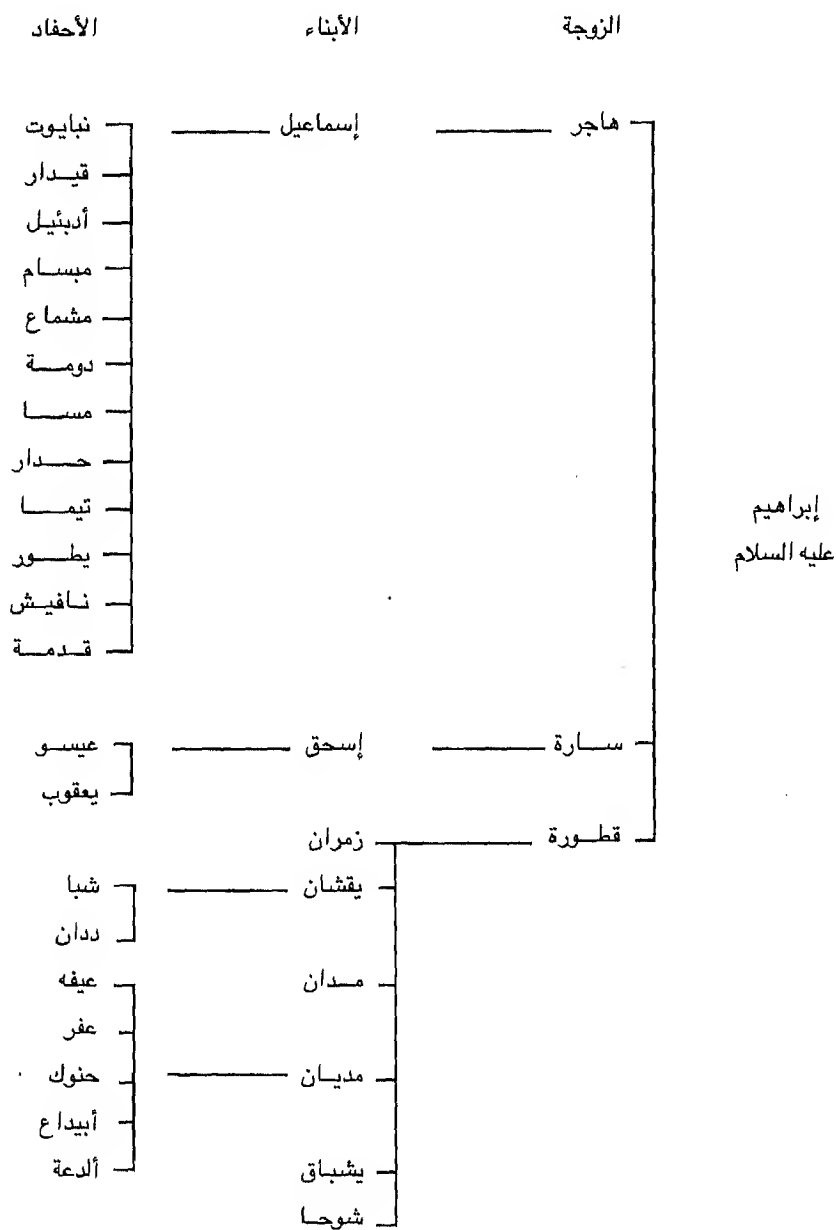 الزوجة الأبناء الأحفاد
هاجر إسماعيل نبايوت
قيدار
أدبئيل
مبسام
مشماع
دومة
مسا
حدار
تيما
إبراهيم
عليه السلام
يطور
نافيش
قدمة
سارة إسحق عيسو
يعقوب
قطورة زمران
يقشان شبا
ددان
مدان عيفه
عفر
مديان حنوك
أبيداع
يشباق ألدعة
شوحا